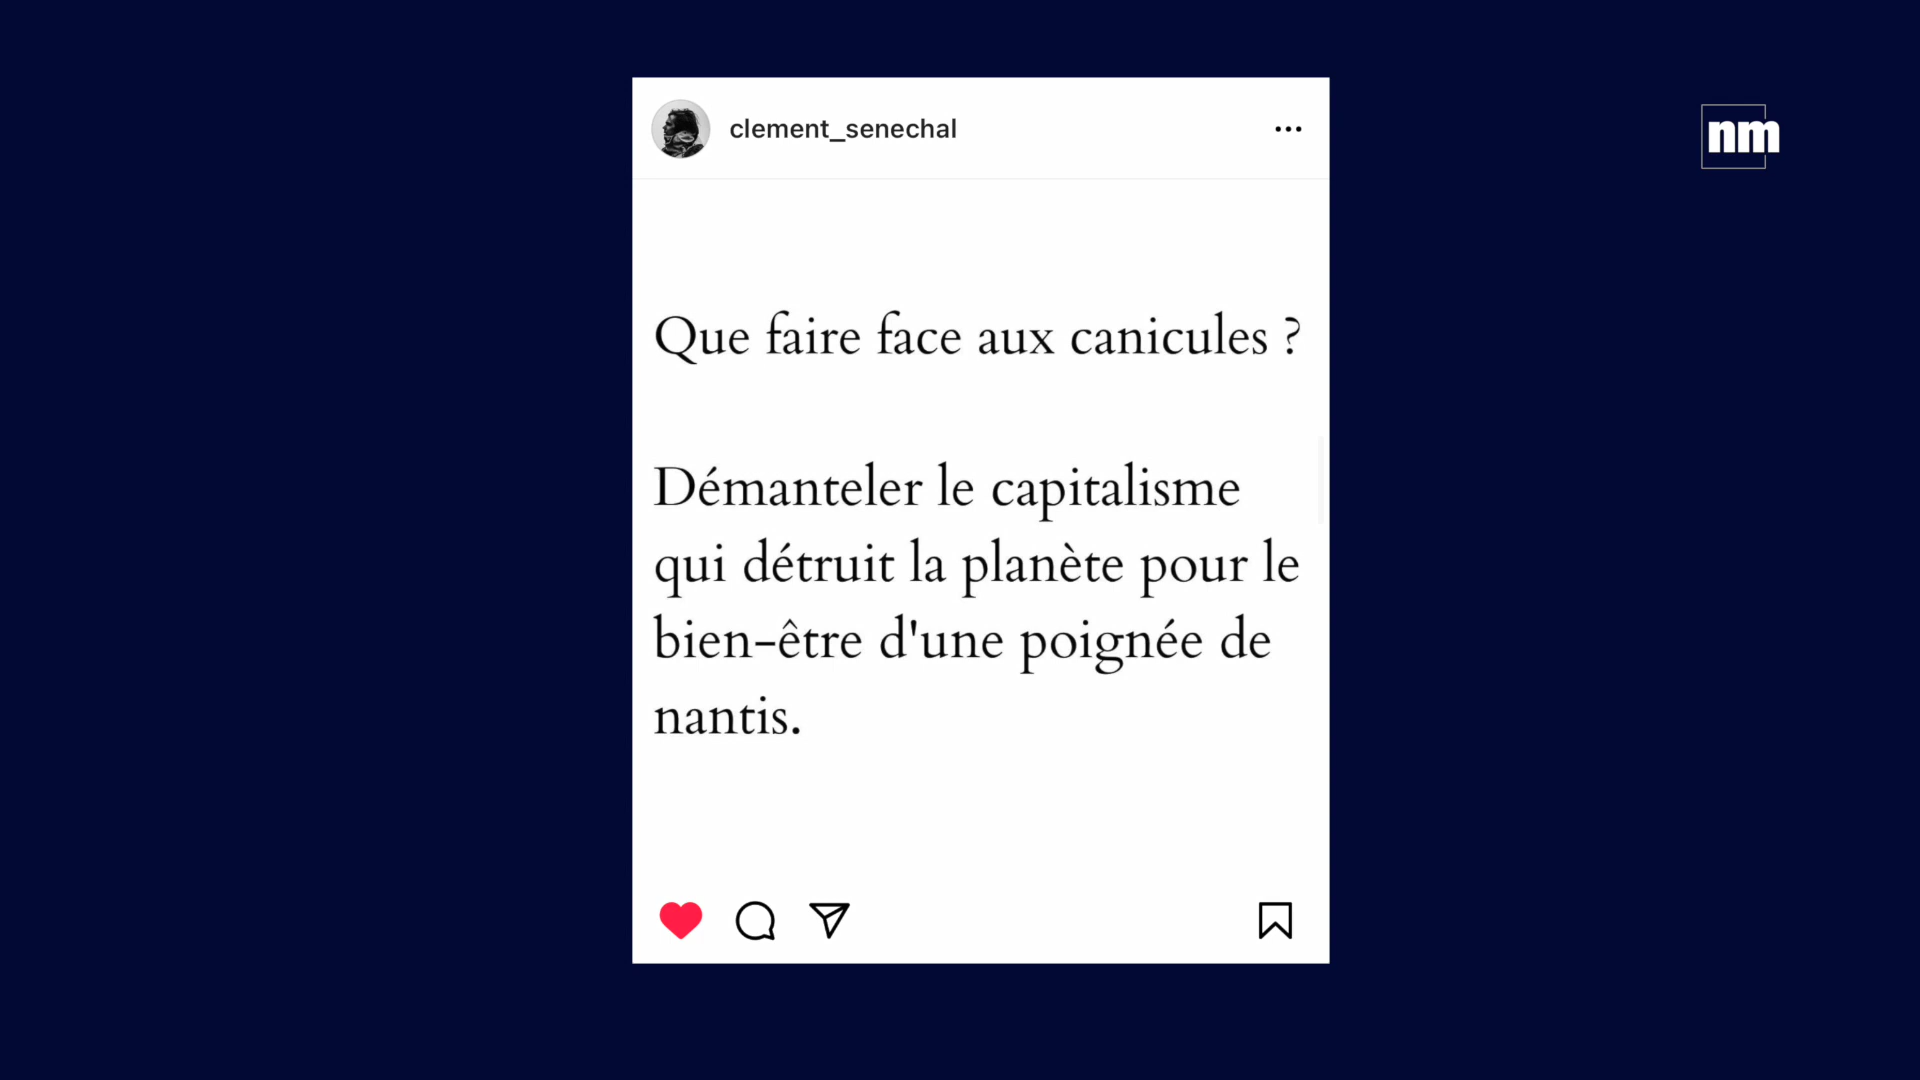 clement_senechal
nm
Que faire face aux canicules ?
Démanteler le capitalisme
qui détruit la planète pour le
bien-être d'une poignée de
nantis.